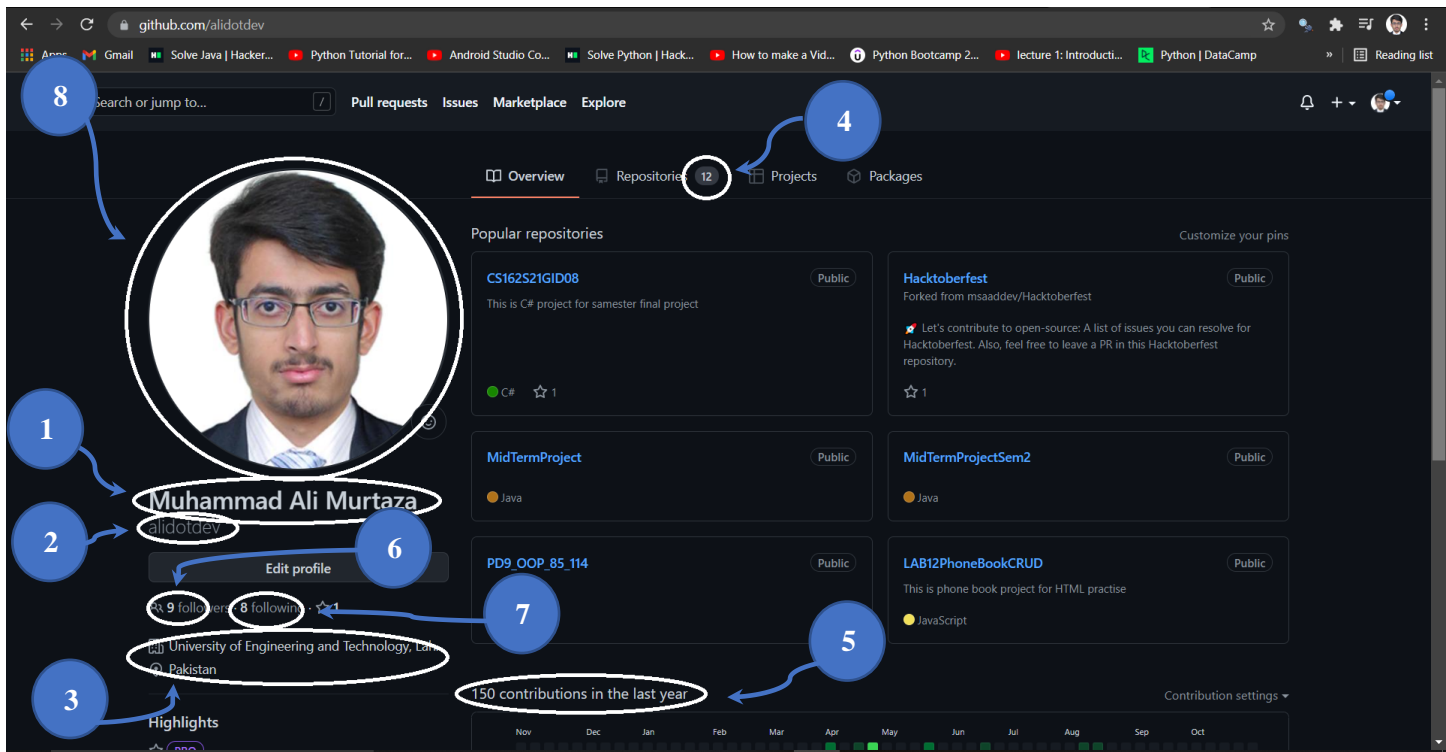 github.com/alidotdev
Apps Gmail Solve Java | Hacker... Python Tutorial for... Android Studio Co... Solve Python | Hack... How to make a Vid... Python Bootcamp 2... lecture 1: Introducti... Python | DataCamp » Reading list
8
Search or jump to... / Pull requests Issues Marketplace Explore
4
Overview Repositories 12 Projects Packages
Popular repositories Customize your pins
CS162S21GID08 Public
This is C# project for samester final project
C# 1
Hacktoberfest Public
Forked from msaaddev/Hacktoberfest
🚀 Let's contribute to open-source: A list of issues you can resolve for
Hacktoberfest. Also, feel free to leave a PR in this Hacktoberfest
repository.
1
1
Muhammad Ali Murtaza
2
alidotdev
6
Edit profile
9 followers · 8 following · 1
7
University of Engineering and Technology, Lah.
Pakistan
3
Highlights
PRO
MidTermProject Public
Java
MidTermProjectSem2 Public
Java
PD9_OOP_85_114 Public
LAB12PhoneBookCRUD Public
This is phone book project for HTML practise
JavaScript
5
150 contributions in the last year Contribution settings
Nov Dec Jan Feb Mar Apr May Jun Jul Aug Sep Oct